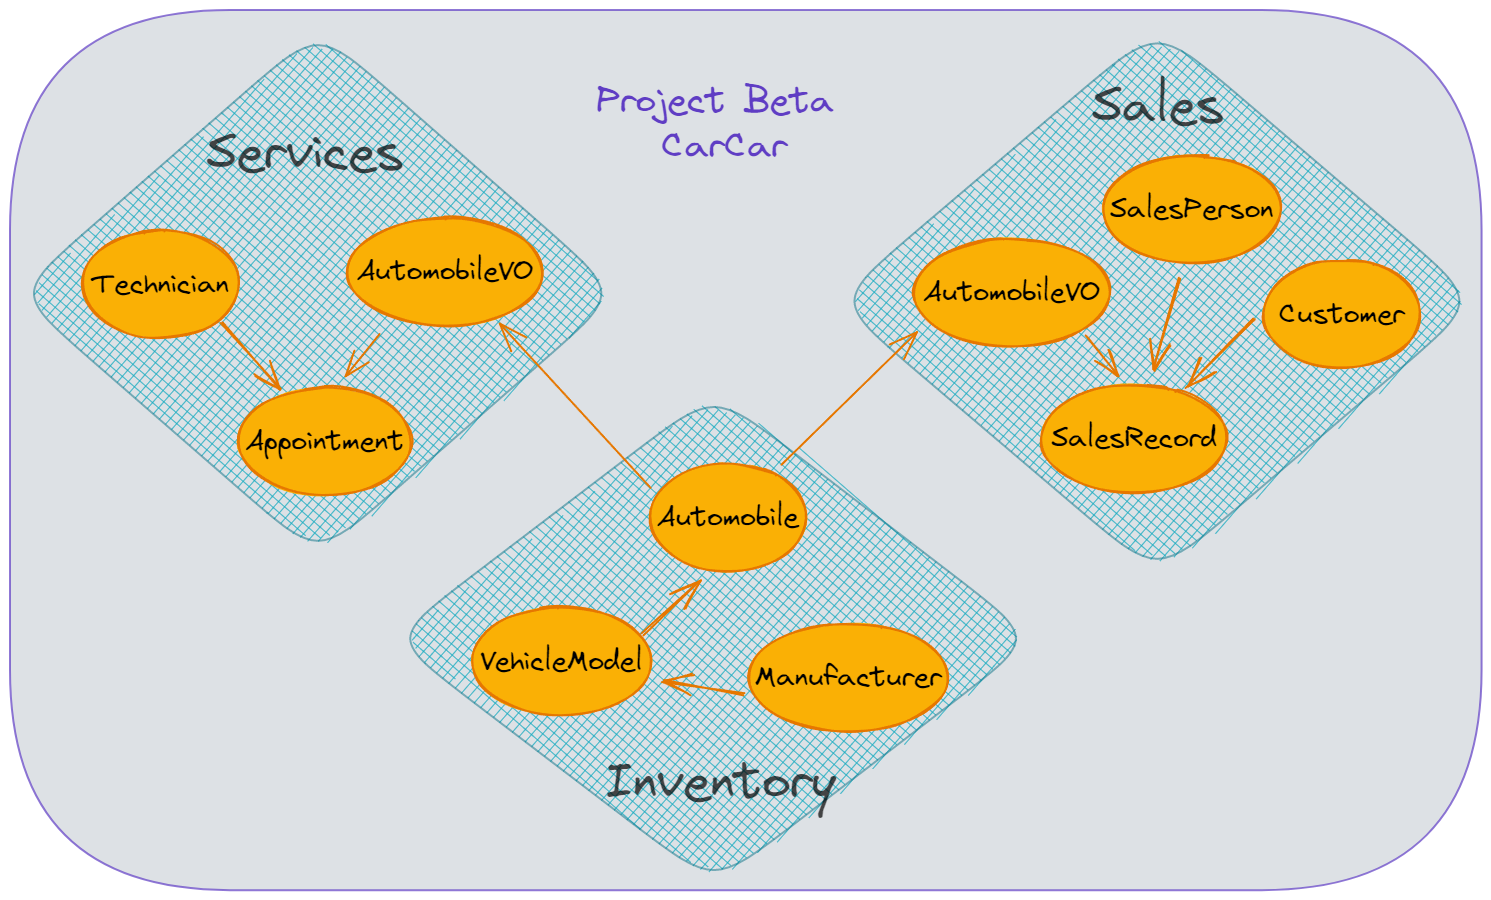 Project Beta
CarCar
Services
Technician
AutomobileVO
Appointment
Sales
SalesPerson
AutomobileVO
Customer
SalesRecord
Automobile
VehicleModel
Manufacturer
Inventory